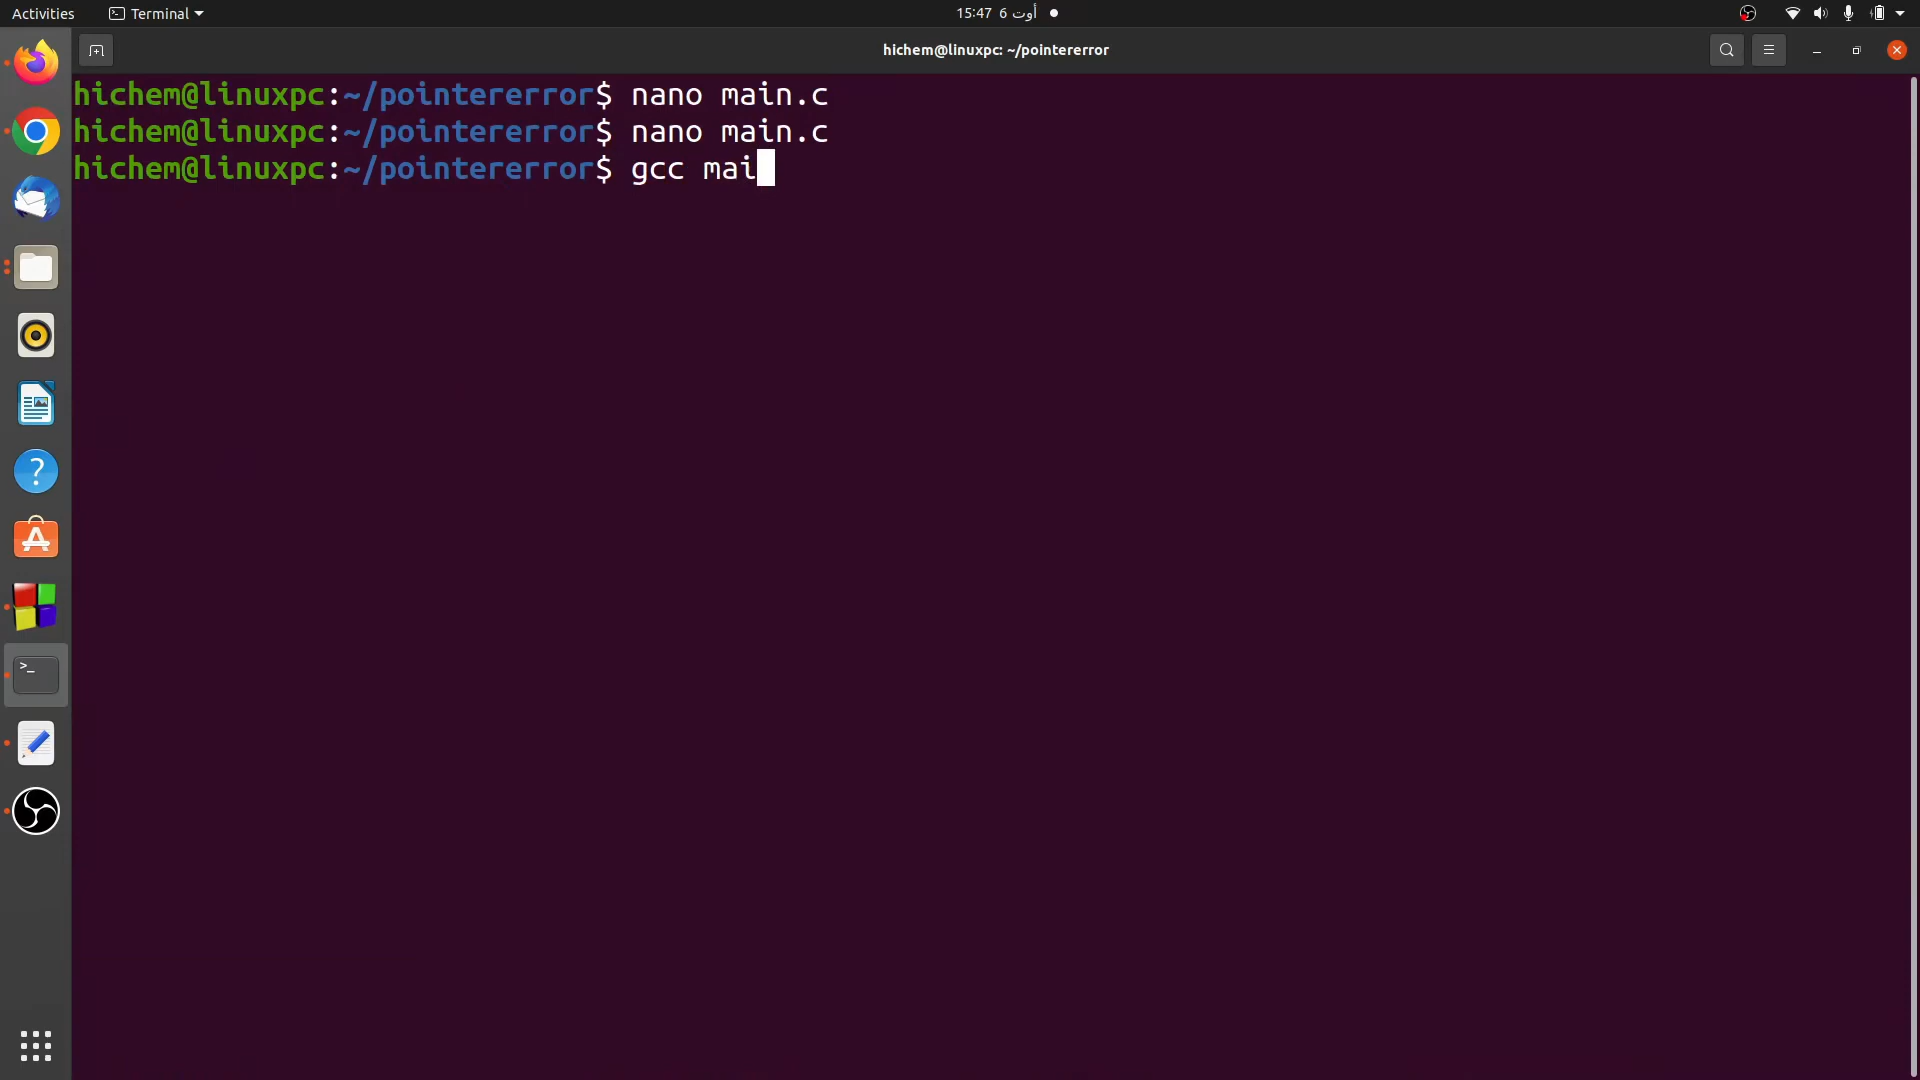 Activities
Terminal
15:47 6 أوت
hichem@linuxpc: ~/pointererror
hichem@linuxpc:~/pointererror$ nano main.c
hichem@linuxpc:~/pointererror$ nano main.c
hichem@linuxpc:~/pointererror$ gcc mai